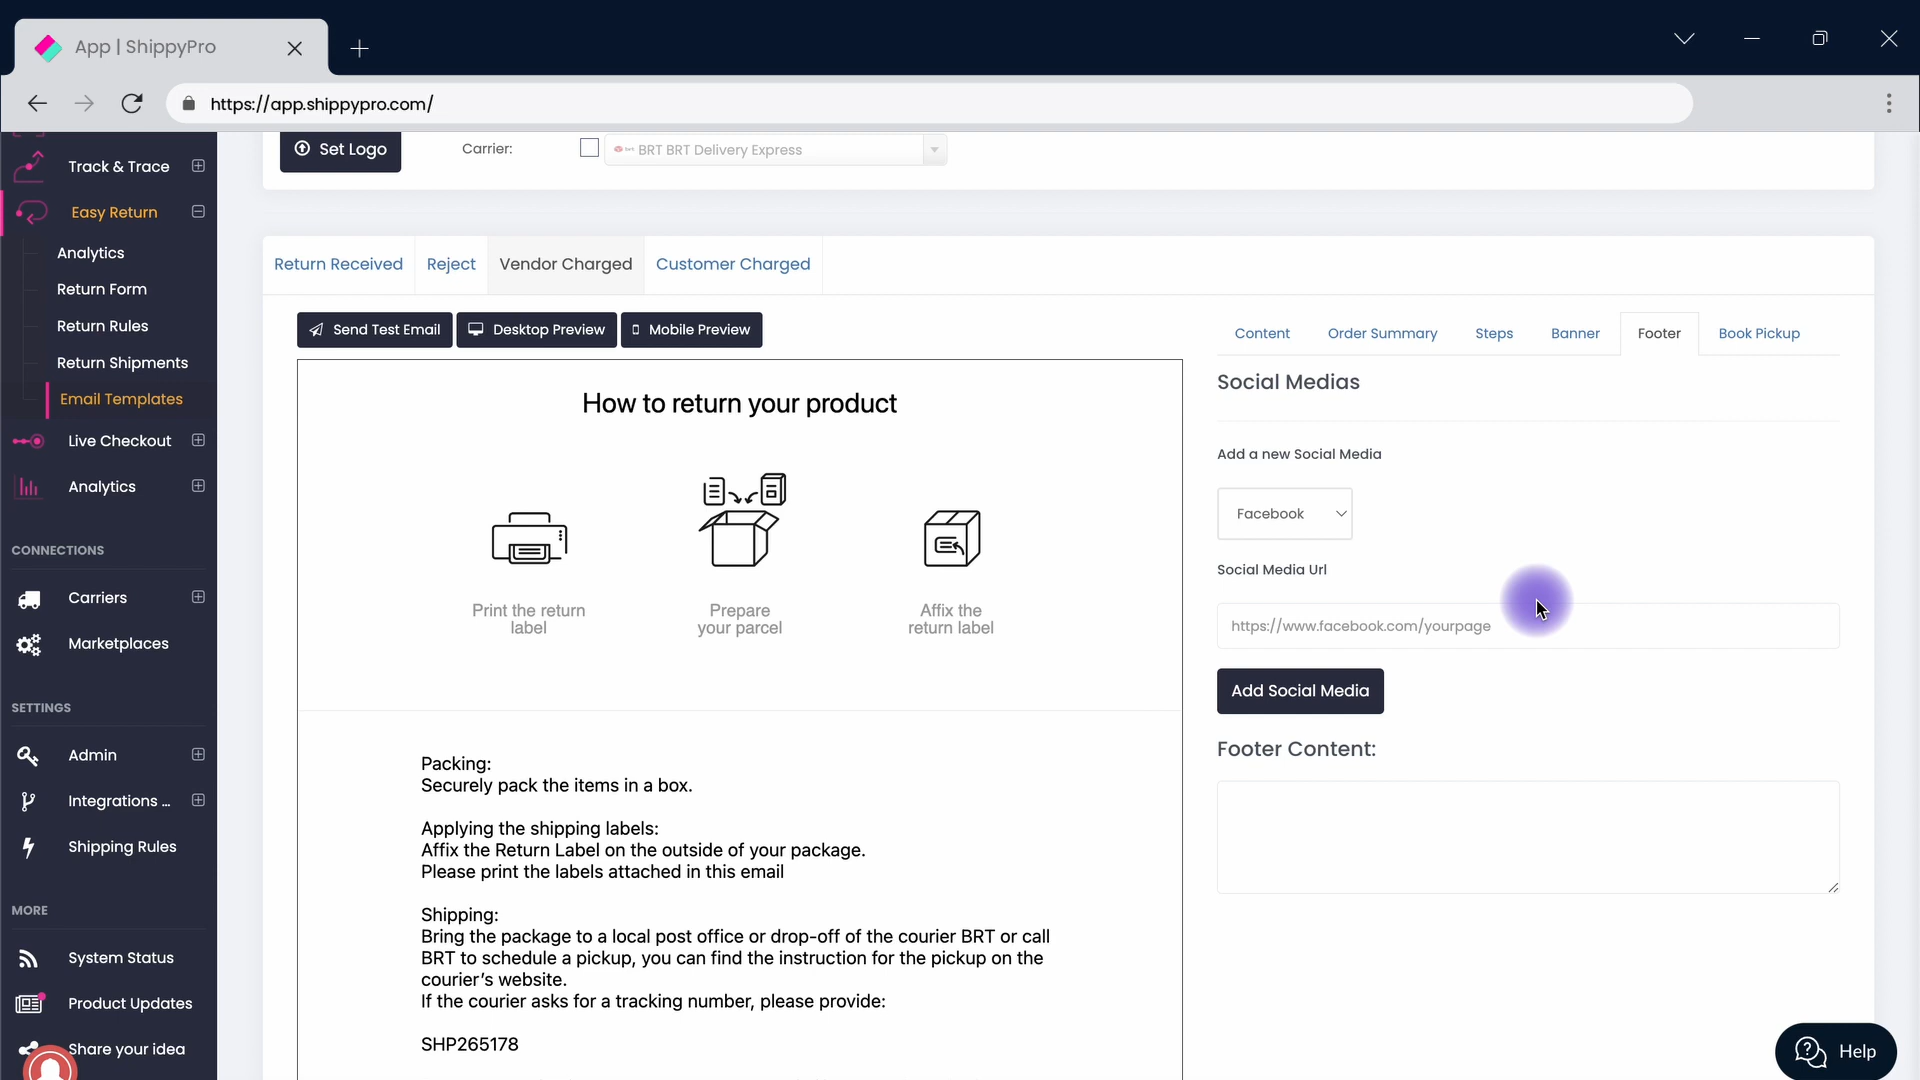 App | ShippyPro
https://app.shippypro.com/
Track & Trace
Easy Return
Analytics
Return Form
Return Rules
Return Shipments
Email Templates
Live Checkout
Analytics
CONNECTIONS
Carriers
Marketplaces
SETTINGS
Admin
Integrations ...
Shipping Rules
MORE
System Status
Product Updates
Share your idea
Set Logo
Carrier:
BRT BRT Delivery Express
Return Received
Reject
Vendor Charged
Customer Charged
Send Test Email
Desktop Preview
Mobile Preview
How to return your product
Print the return
label
Prepare
your parcel
Affix the
return label
Packing:
Securely pack the items in a box.
Applying the shipping labels:
Affix the Return Label on the outside of your package.
Please print the labels attached in this email
Shipping:
Bring the package to a local post office or drop-off of the courier BRT or call
BRT to schedule a pickup, you can find the instruction for the pickup on the
courier's website.
If the courier asks for a tracking number, please provide:
SHP265178
Content
Order Summary
Steps
Banner
Footer
Book Pickup
Social Medias
Add a new Social Media
Facebook
Social Media Url
https://www.facebook.com/yourpage
Add Social Media
Footer Content:
Help